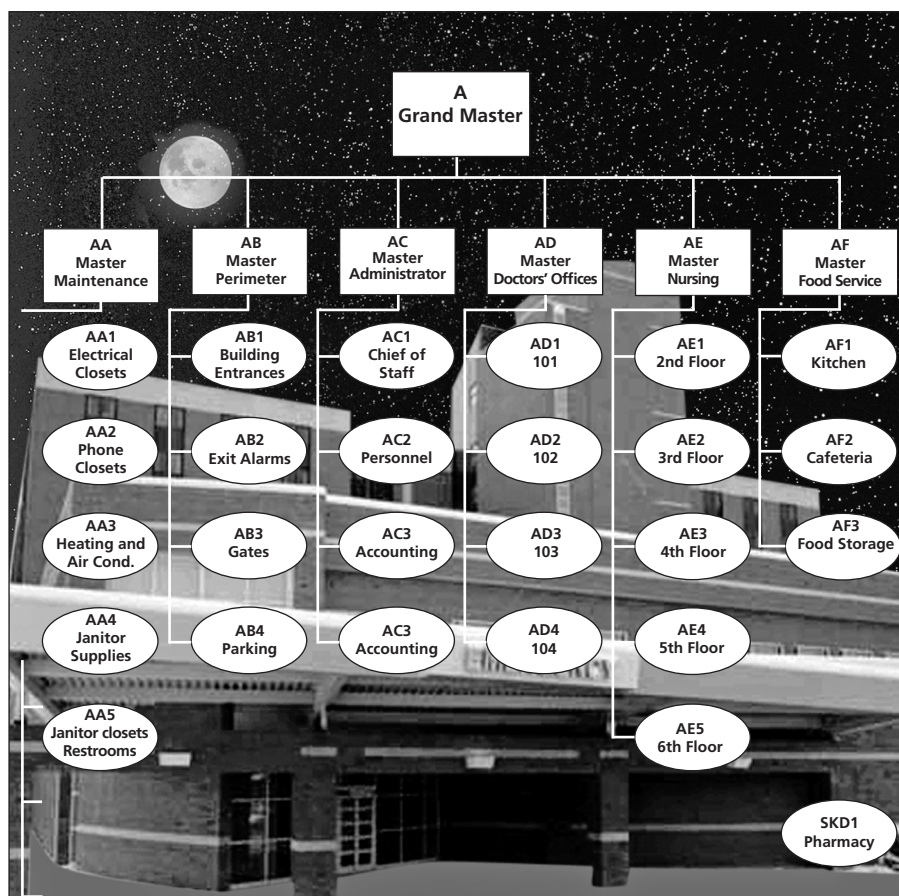 A
Grand Master
AA
Master
Maintenance
AB
Master
Perimeter
AC
Master
Administrator
AD
Master
Doctors' Offices
AE
Master
Nursing
AF
Master
Food Service
AA1
Electrical
Closets
AB1
Building
Entrances
AC1
Chief of
Staff
AD1
101
AE1
2nd Floor
AF1
Kitchen
AA2
Phone
Closets
AB2
Exit Alarms
AC2
Personnel
AD2
102
AE2
3rd Floor
AF2
Cafeteria
AA3
Heating and
Air Cond.
AB3
Gates
AC3
Accounting
AD3
103
AE3
4th Floor
AF3
Food Storage
AA4
Janitor
Supplies
AB4
Parking
AC3
Accounting
AD4
104
AE4
5th Floor
AA5
Janitor closets
Restrooms
AE5
6th Floor
SKD1
Pharmacy